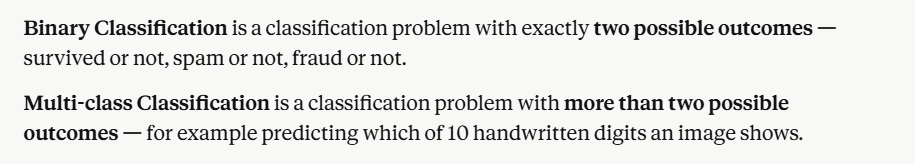 Binary Classification is a classification problem with exactly two possible outcomes —
survived or not, spam or not, fraud or not.
Multi-class Classification is a classification problem with more than two possible
outcomes — for example predicting which of 10 handwritten digits an image shows.